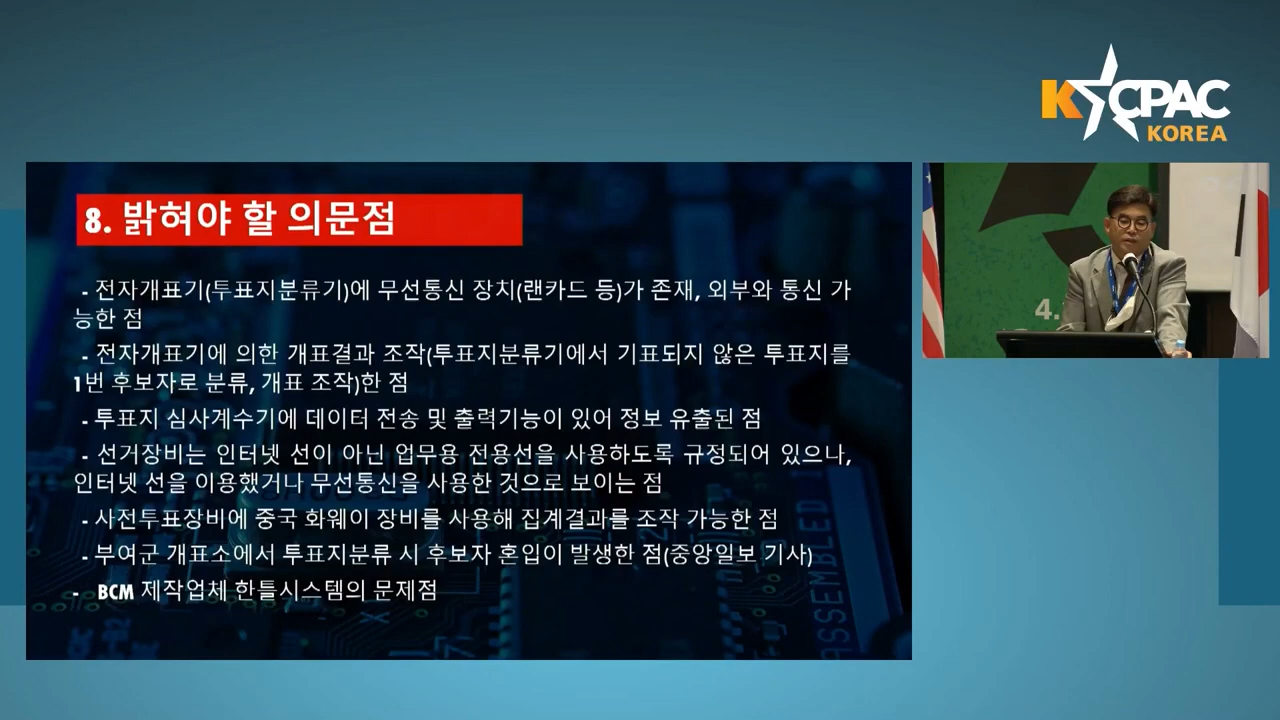 K CPAC
KOREA
8. 밝혀야 할 의문점
- 전자개표기(투표지분류기)에 무선통신 장치(랜카드 등)가 존재, 외부와 통신 가
능한 점
- 전자개표기에 의한 개표결과 조작(투표지분류기에서 기표되지 않은 투표지를
1번 후보자로 분류, 개표 조작)한 점
- 투표지 심사계수기에 데이터 전송 및 출력기능이 있어 정보 유출된 점
- 선거장비는 인터넷 선이 아닌 업무용 전용선을 사용하도록 규정되어 있으나,
인터넷 선을 이용했거나 무선통신을 사용한 것으로 보이는 점
- 사전투표장비에 중국 화웨이 장비를 사용해 집계결과를 조작 가능한 점
- 부여군 개표소에서 투표지분류 시 후보자 혼입이 발생한 점(중앙일보 기사)
- BCM 제작업체 한틀시스템의 문제점
ASSEMBLED
4.